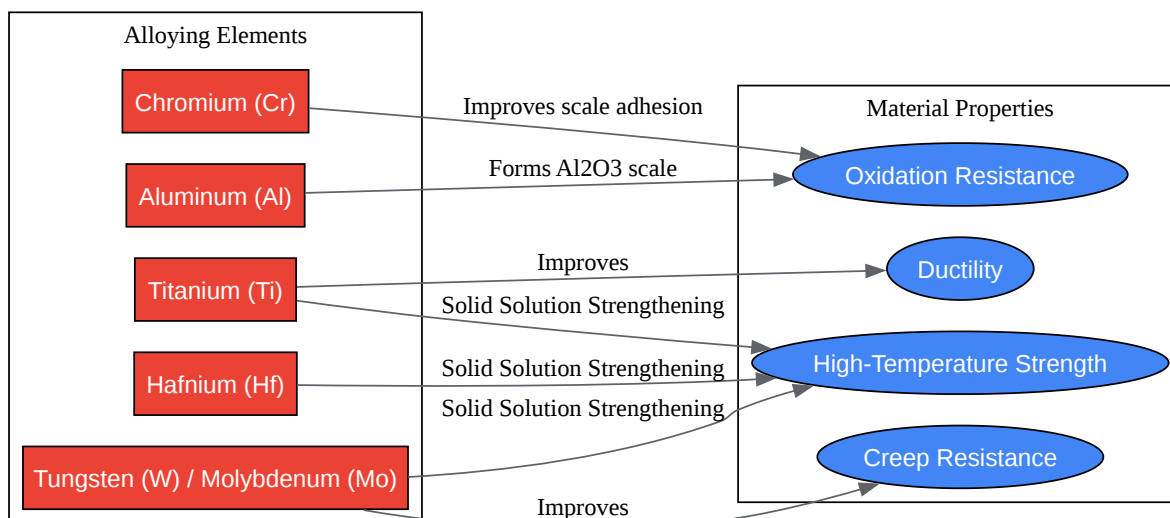 Alloying Elements
Chromium (Cr)
Aluminum (Al)
Titanium (Ti)
Hafnium (Hf)
Tungsten (W) / Molybdenum (Mo)
Improves scale adhesion
Forms Al2O3 scale
Improves
Solid Solution Strengthening
Solid Solution Strengthening
Solid Solution Strengthening
Improves
Material Properties
Oxidation Resistance
Ductility
High-Temperature Strength
Creep Resistance